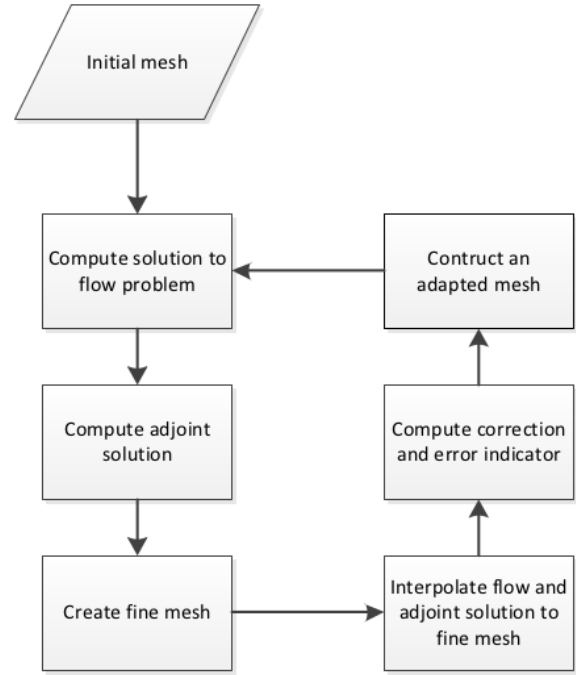 Initial mesh
Compute solution to
flow problem
Compute adjoint
solution
Create fine mesh
Interpolate flow and
adjoint solution to
fine mesh
Compute correction
and error indicator
Contruct an
adapted mesh